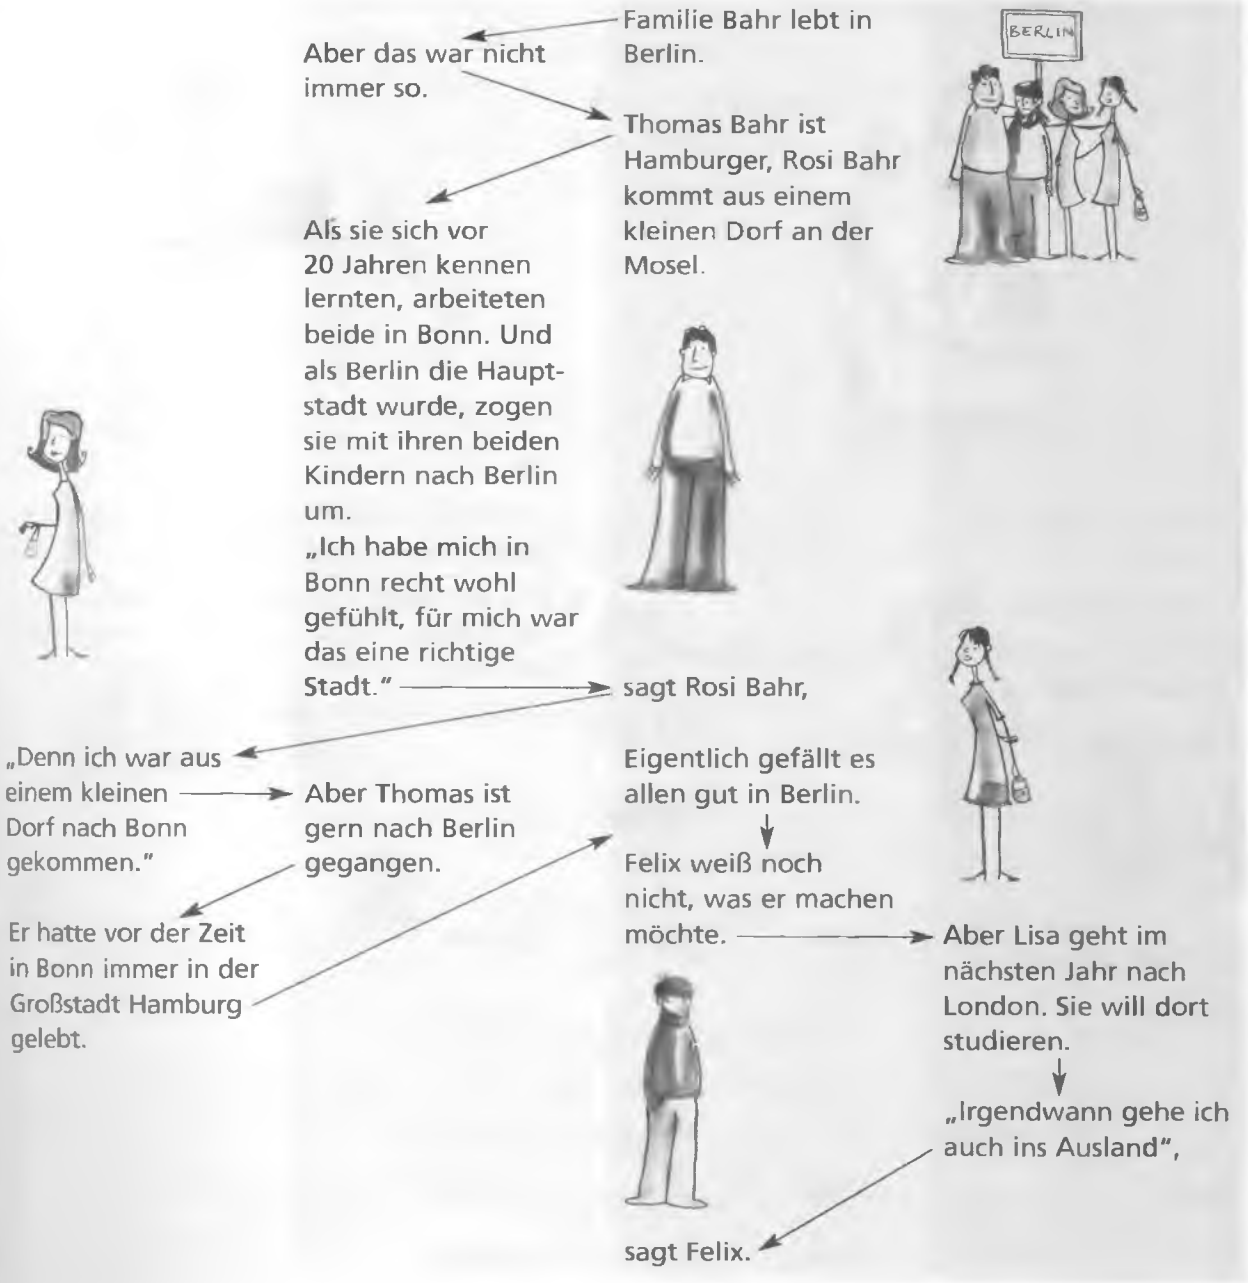 Familie Bahr lebt in
Berlin.
BERLIN
Aber das war nicht
immer so.
Thomas Bahr ist
Hamburger, Rosi Bahr
kommt aus einem
kleinen Dorf an der
Mosel.
Als sie sich vor
20 Jahren kennen
lernten, arbeiteten
beide in Bonn. Und
als Berlin die Haupt-
stadt wurde, zogen
sie mit ihren beiden
Kindern nach Berlin
um.
„Ich habe mich in
Bonn recht wohl
gefühlt, für mich war
das eine richtige
Stadt."
sagt Rosi Bahr,
„Denn ich war aus
einem kleinen
Dorf nach Bonn
gekommen."
Aber Thomas ist
gern nach Berlin
gegangen.
Er hatte vor der Zeit
in Bonn immer in der
Großstadt Hamburg
gelebt.
Eigentlich gefällt es
allen gut in Berlin.
Felix weiß noch
nicht, was er machen
möchte.
Aber Lisa geht im
nächsten Jahr nach
London. Sie will dort
studieren.
„Irgendwann gehe ich
auch ins Ausland",
sagt Felix.